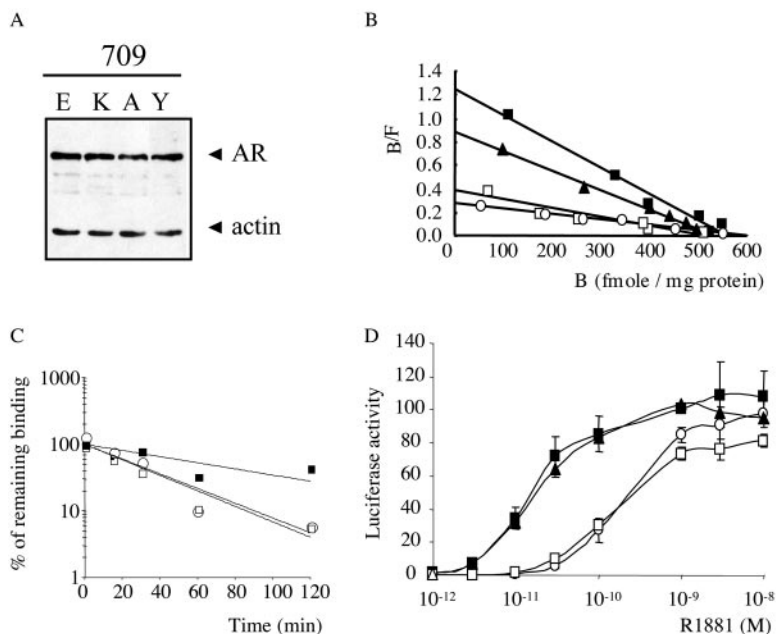 A
709
E K A Y
AR
actin
B
B/F
1.4
1.2
1.0
0.8
0.6
0.4
0.2
0.0
0 100 200 300 400 500 600
B (fmole / mg protein)
C
% of remaining binding
1000
100
10
1
0 20 40 60 80 100 120
Time (min)
D
Luciferase activity
140
120
100
80
60
40
20
0
10-12 10-11 10-10 10-9 10-8
R1881 (M)